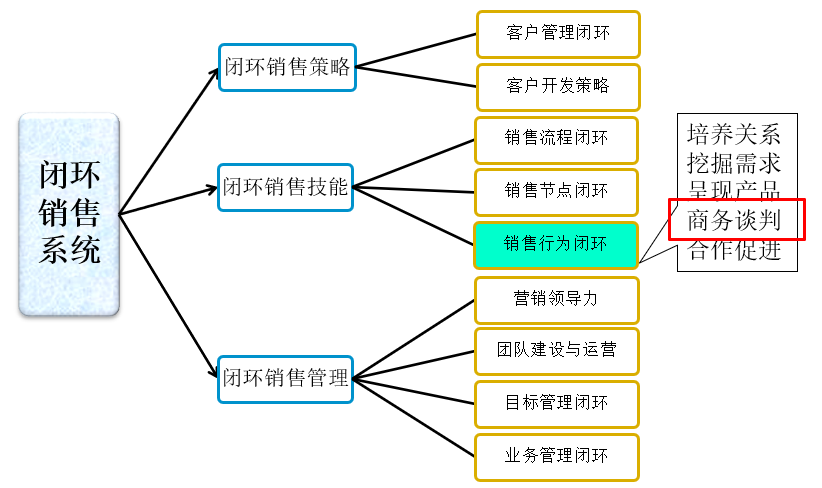 闭环
销售
系统
闭环销售策略
客户管理闭环
客户开发策略
闭环销售技能
销售流程闭环
销售节点闭环
销售行为闭环
培养关系
挖掘需求
呈现产品
商务谈判
合作促进
闭环销售管理
营销领导力
团队建设与运营
目标管理闭环
业务管理闭环